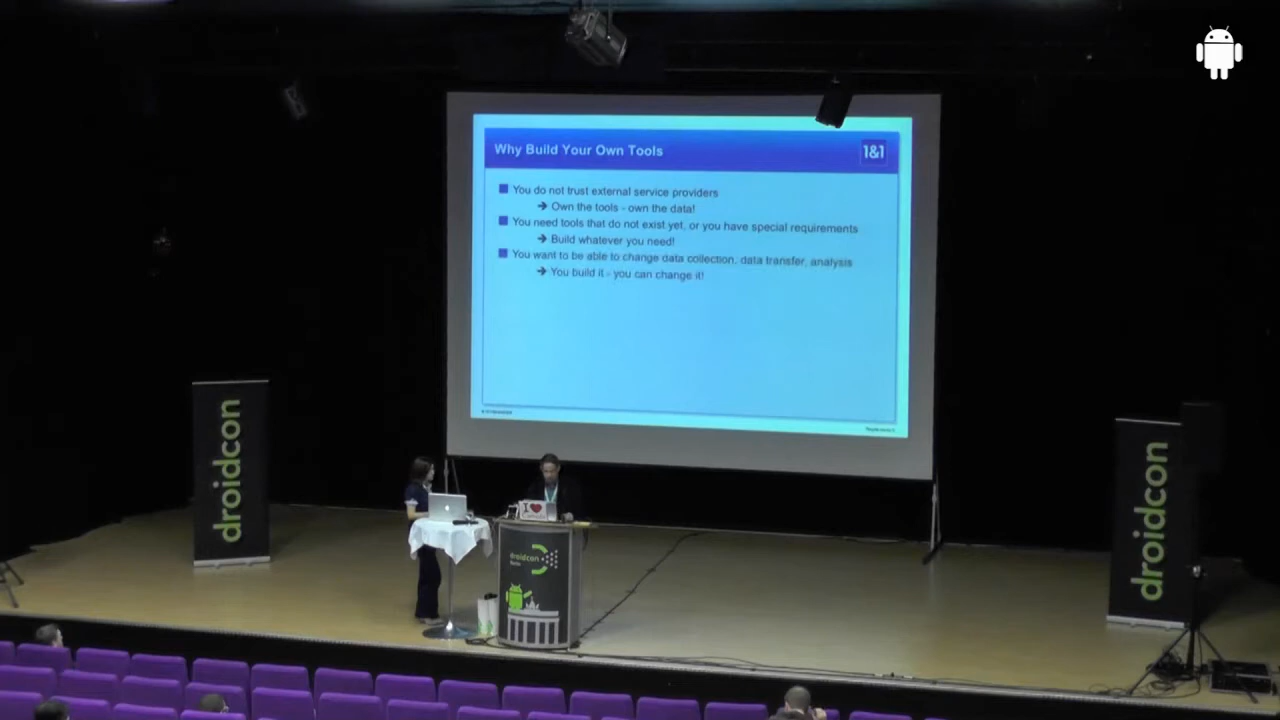 Why Build Your Own Tools
1&1
You do not trust external service providers
➔ Own the tools - own the data!
You need tools that do not exist yet, or you have special requirements
➔ Build whatever you need!
You want to be able to change data collection, data transfer, analysis
➔ You build it - you can change it!
droidcon
droidcon
droidcon
Berlin
I